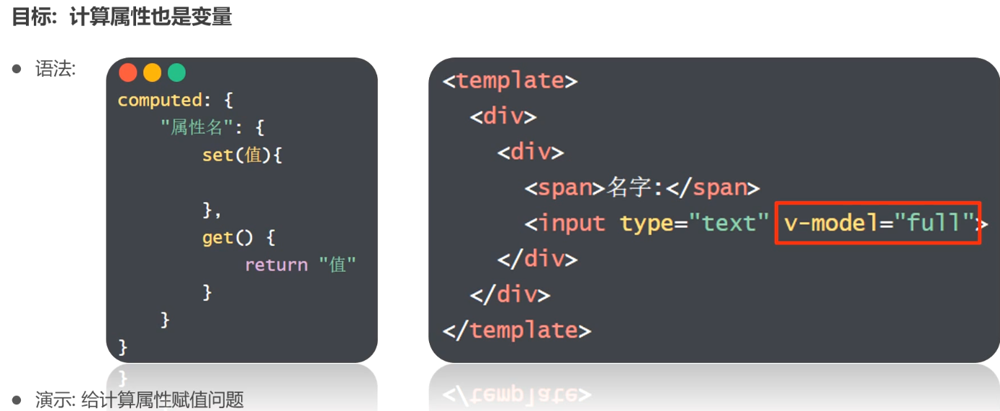 目标: 计算属性也是变量
语法:
computed: {
"属性名": {
set(值){
},
get() {
return "值"
}
}
}
<template>
<div>
<div>
<span>名字:</span>
<input type="text" v-model="full">
</div>
</div>
</template>
演示: 给计算属性赋值问题